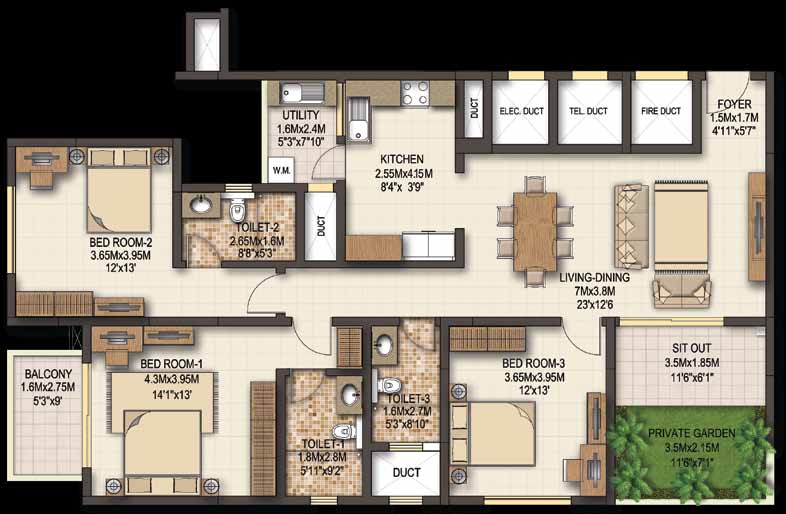 UTILITY
1.6Mx2.4M
5'3"x7'10"
W.M.
KITCHEN
2.55Mx4.15M
8'4"x 3'9"
DUCT
ELEC. DUCT
TEL. DUCT
FIRE DUCT
FOYER
1.5Mx1.7M
4'11"x5'7"
BED ROOM-2
3.65Mx3.95M
12'x13'
TOILET-2
2.65Mx1.6M
8'8"x5'3"
DUCT
LIVING-DINING
7Mx3.8M
23'x12'6
BALCONY
1.6Mx2.75M
5'3"x9'
BED ROOM-1
4.3Mx3.95M
14'1"x13'
TOILET-1
1.8Mx2.8M
5'11"x9'2"
TOILET-3
1.6Mx2.7M
5'3"x8'10"
DUCT
BED ROOM-3
3.65Mx3.95M
12'x13'
SIT OUT
3.5Mx1.85M
11'6"x6'1"
PRIVATE GARDEN
3.5Mx2.15M
11'6"x7'1"